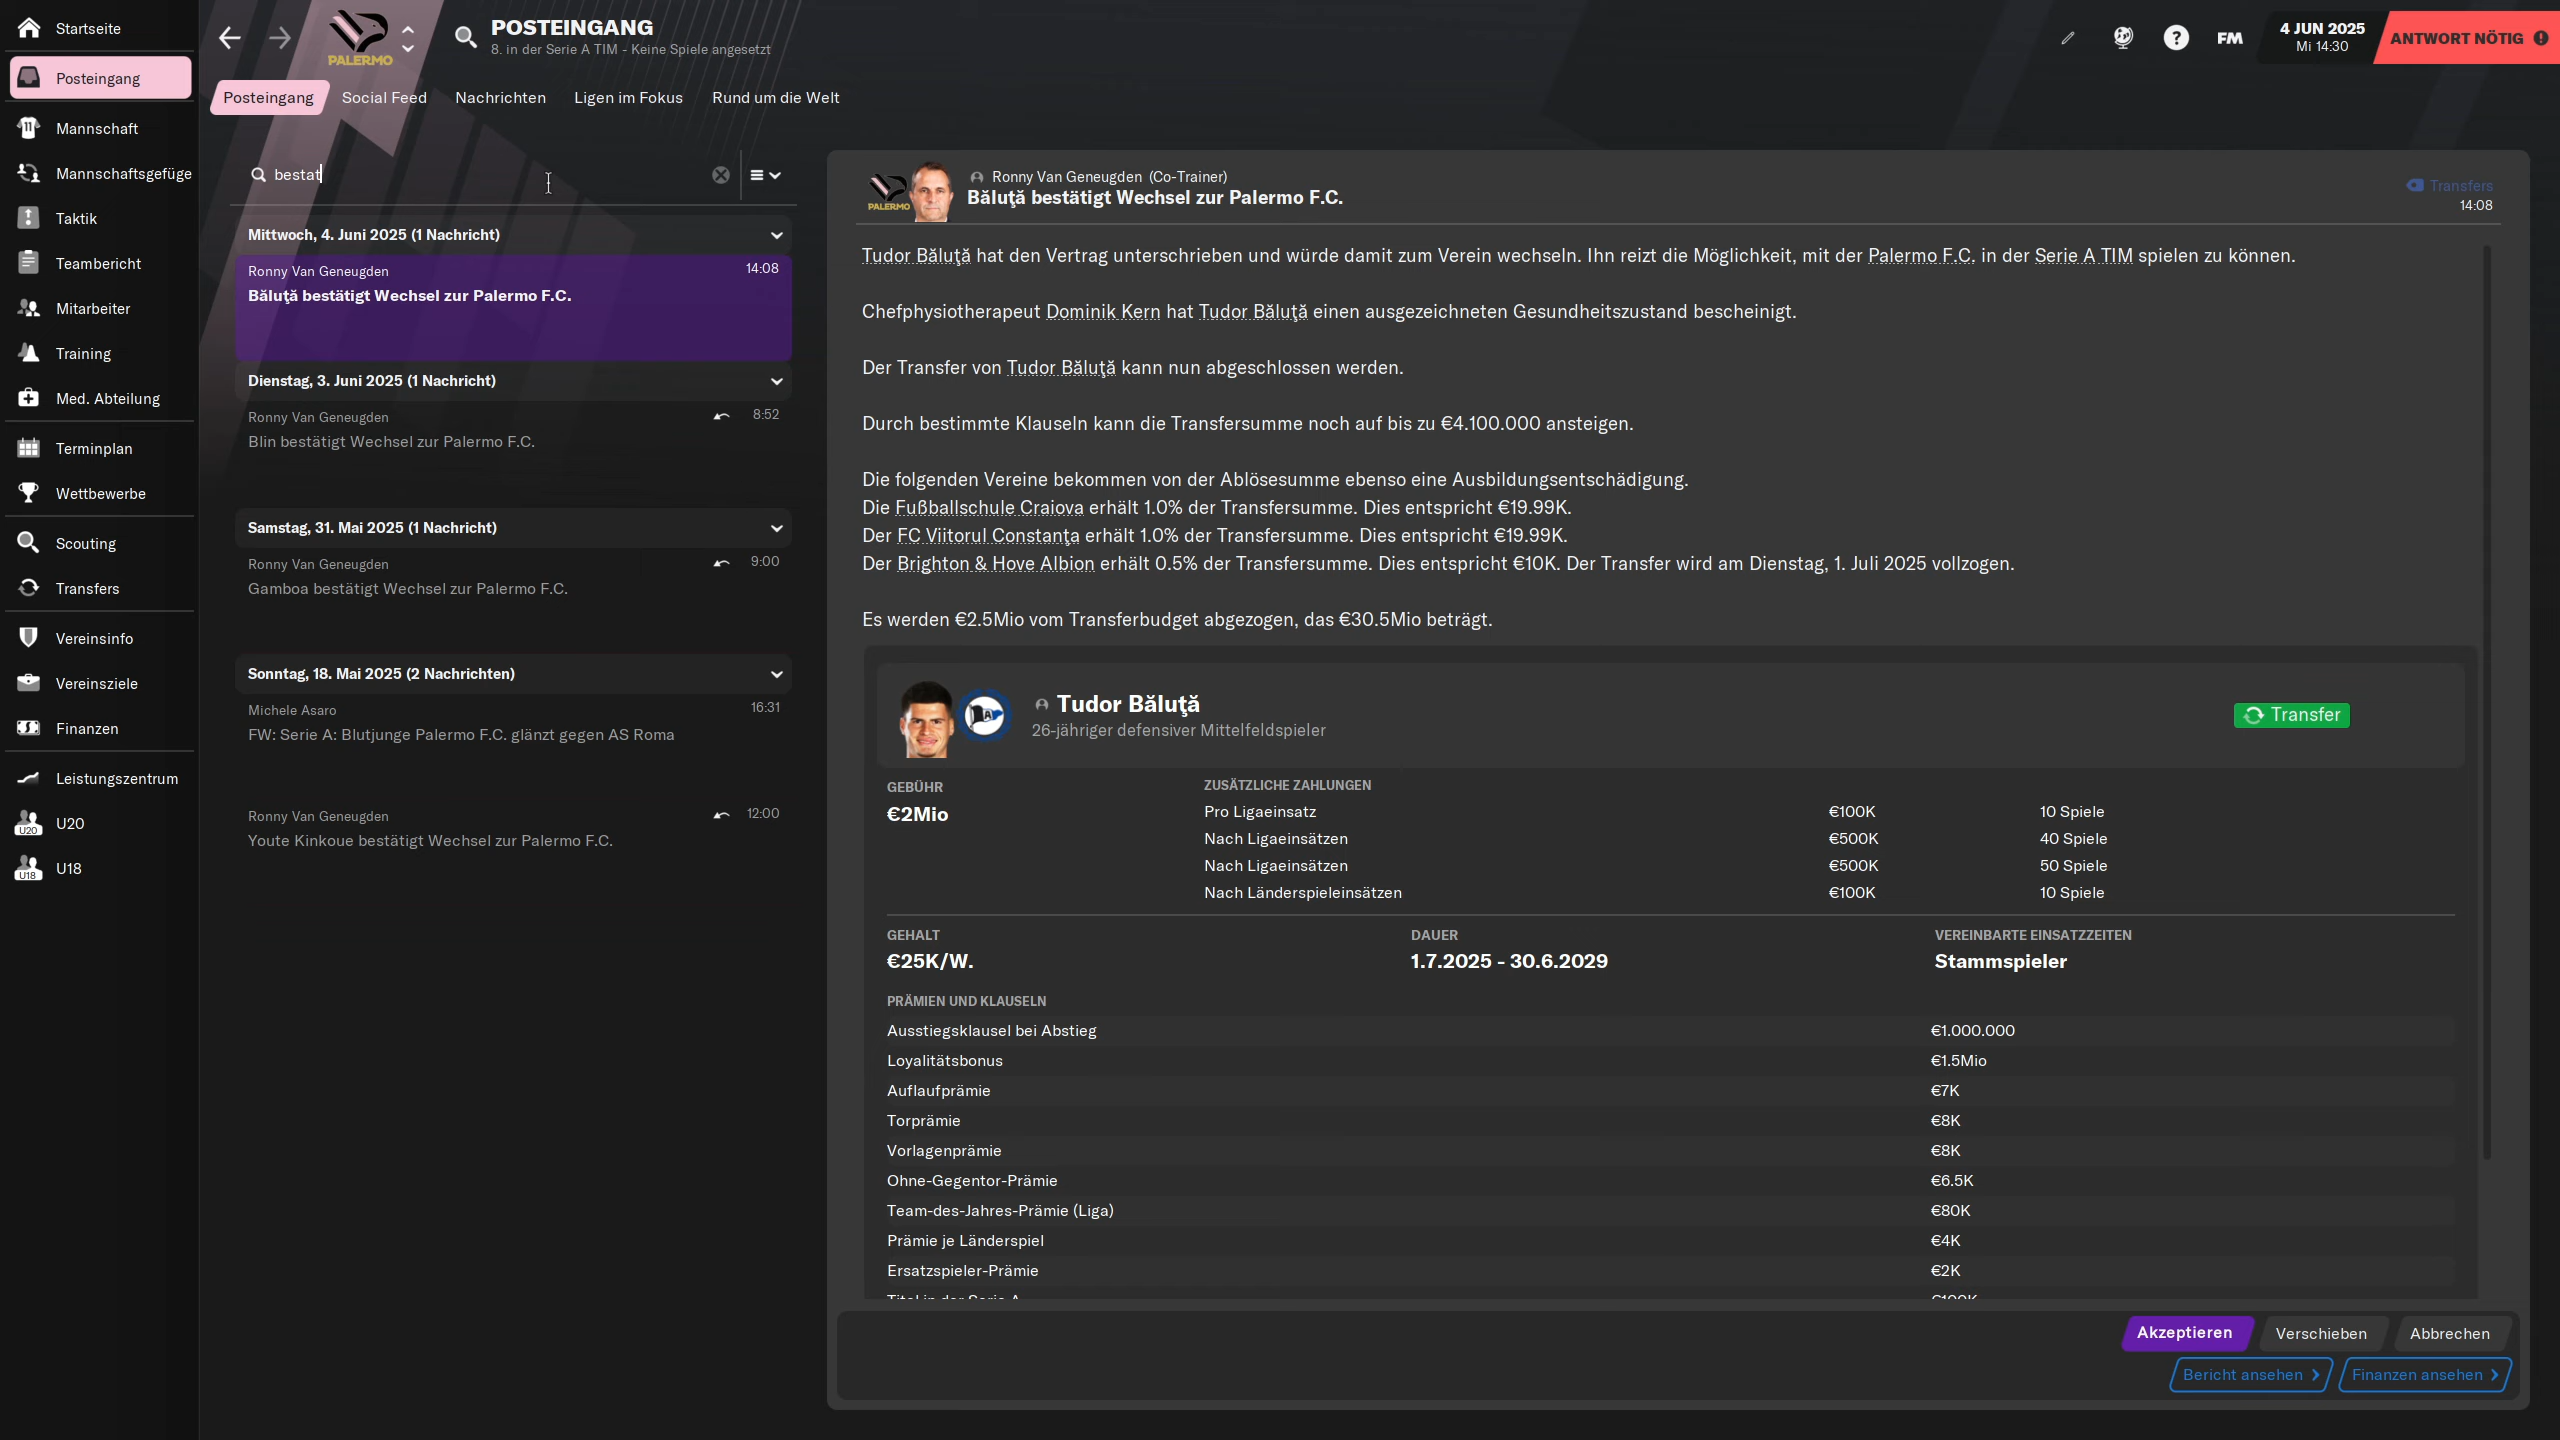 Startseite
Posteingang
Mannschaft
Mannschaftsgefüge
Taktik
Teambericht
Mitarbeiter
Training
Med. Abteilung
Terminplan
Wettbewerbe
Scouting
Transfers
Vereinsinfo
Vereinsziele
Finanzen
Leistungszentrum
U20
U20
U18
U18
PALERMO
POSTEINGANG
8. in der Serie A TIM - Keine Spiele angesetzt
FM
4 JUN 2025
Mi 14:30
ANTWORT NÖTIG
Posteingang Social Feed Nachrichten Ligen im Fokus Rund um die Welt
bestat
Mittwoch, 4. Juni 2025 (1 Nachricht)
Ronny Van Geneugden 14:08
Băluţă bestätigt Wechsel zur Palermo F.C.
Dienstag, 3. Juni 2025 (1 Nachricht)
Ronny Van Geneugden 8:52
Blin bestätigt Wechsel zur Palermo F.C.
Samstag, 31. Mai 2025 (1 Nachricht)
Ronny Van Geneugden 9:00
Gamboa bestätigt Wechsel zur Palermo F.C.
Sonntag, 18. Mai 2025 (2 Nachrichten)
Michele Asaro 16:31
FW: Serie A: Blutjunge Palermo F.C. glänzt gegen AS Roma
Ronny Van Geneugden 12:00
Youte Kinkoue bestätigt Wechsel zur Palermo F.C.
PALERMO
Ronny Van Geneugden (Co-Trainer)
Băluţă bestätigt Wechsel zur Palermo F.C.
Transfers
14:08
Tudor Băluţă hat den Vertrag unterschrieben und würde damit zum Verein wechseln. Ihn reizt die Möglichkeit, mit der Palermo F.C. in der Serie A TIM spielen zu können.
Chefphysiotherapeut Dominik Kern hat Tudor Băluţă einen ausgezeichneten Gesundheitszustand bescheinigt.
Der Transfer von Tudor Băluţă kann nun abgeschlossen werden.
Durch bestimmte Klauseln kann die Transfersumme noch auf bis zu €4.100.000 ansteigen.
Die folgenden Vereine bekommen von der Ablösesumme ebenso eine Ausbildungsentschädigung.
Die Fußballschule Craiova erhält 1.0% der Transfersumme. Dies entspricht €19.99K.
Der FC Viitorul Constanţa erhält 1.0% der Transfersumme. Dies entspricht €19.99K.
Der Brighton & Hove Albion erhält 0.5% der Transfersumme. Dies entspricht €10K. Der Transfer wird am Dienstag, 1. Juli 2025 vollzogen.
Es werden €2.5Mio vom Transferbudget abgezogen, das €30.5Mio beträgt.
Tudor Băluţă
26-jähriger defensiver Mittelfeldspieler
Transfer
GEBÜHR
€2Mio
ZUSÄTZLICHE ZAHLUNGEN
Pro Ligaeinsatz €100K 10 Spiele
Nach Ligaeinsätzen €500K 40 Spiele
Nach Ligaeinsätzen €500K 50 Spiele
Nach Länderspieleinsätzen €100K 10 Spiele
GEHALT DAUER VEREINBARTE EINSATZZEITEN
€25K/W. 1.7.2025 - 30.6.2029 Stammspieler
PRÄMIEN UND KLAUSELN
Ausstiegsklausel bei Abstieg €1.000.000
Loyalitätsbonus €1.5Mio
Auflaufprämie €7K
Torprämie €8K
Vorlagenprämie €8K
Ohne-Gegentor-Prämie €6.5K
Team-des-Jahres-Prämie (Liga) €80K
Prämie je Länderspiel €4K
Ersatzspieler-Prämie €2K
Titel in der Serie A
Akzeptieren Verschieben Abbrechen
Bericht ansehen Finanzen ansehen